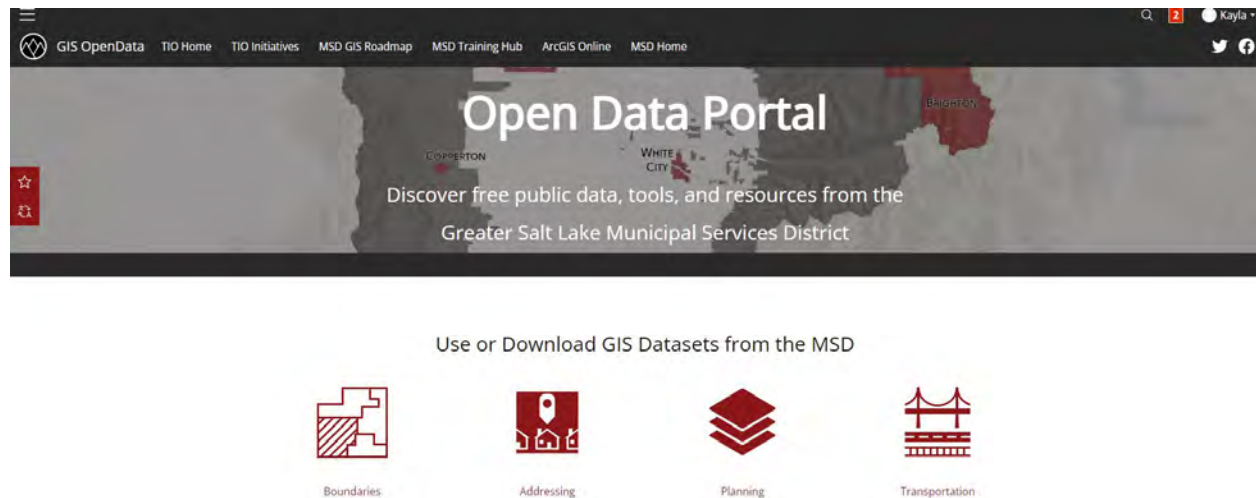 2 Kayla
GIS OpenData TIO Home TIO Initiatives MSD GIS Roadmap MSD Training Hub ArcGIS Online MSD Home
Open Data Portal
BRIGHTON
COPPERTON
WHITE
CITY
Discover free public data, tools, and resources from the
Greater Salt Lake Municipal Services District
Use or Download GIS Datasets from the MSD
Boundaries Addressing Planning Transportation